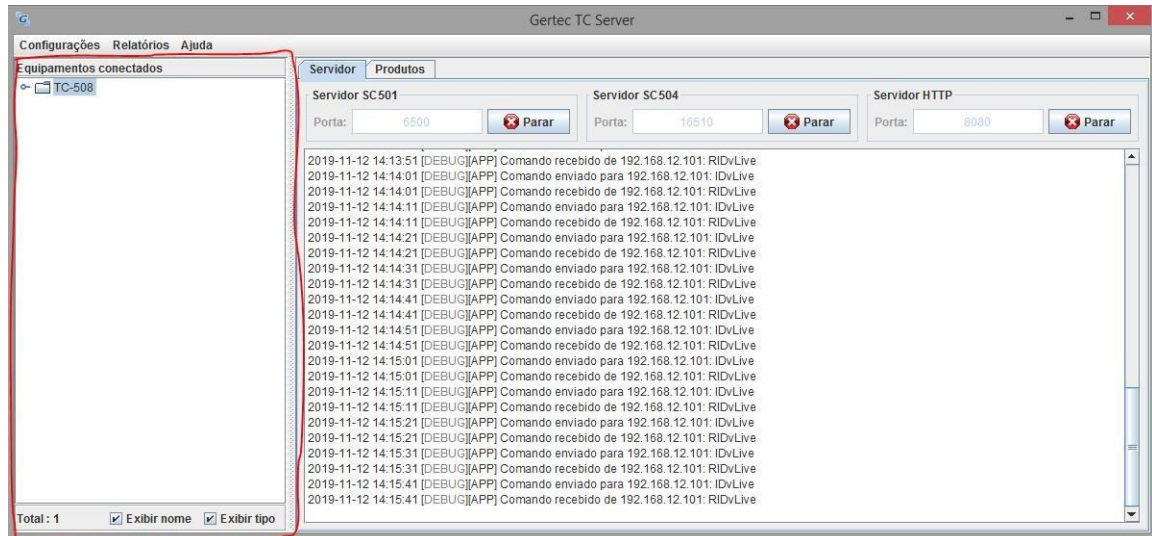 Gertec TC Server
Configurações Relatórios Ajuda
Equipamentos conectados
TC-508
Total : 1
Exibir nome
Exibir tipo
Servidor Produtos
Servidor SC501
Porta: 6500 Parar
Servidor SC504
Porta: 16510 Parar
Servidor HTTP
Porta: 8080 Parar
2019-11-12 14:13:51 [DEBUG][APP] Comando recebido de 192.168.12.101: RIDvLive
2019-11-12 14:14:01 [DEBUG][APP] Comando enviado para 192.168.12.101: IDvLive
2019-11-12 14:14:01 [DEBUG][APP] Comando recebido de 192.168.12.101: RIDvLive
2019-11-12 14:14:11 [DEBUG][APP] Comando enviado para 192.168.12.101: IDvLive
2019-11-12 14:14:11 [DEBUG][APP] Comando recebido de 192.168.12.101: RIDvLive
2019-11-12 14:14:21 [DEBUG][APP] Comando enviado para 192.168.12.101: IDvLive
2019-11-12 14:14:21 [DEBUG][APP] Comando recebido de 192.168.12.101: RIDvLive
2019-11-12 14:14:31 [DEBUG][APP] Comando enviado para 192.168.12.101: IDvLive
2019-11-12 14:14:31 [DEBUG][APP] Comando recebido de 192.168.12.101: RIDvLive
2019-11-12 14:14:41 [DEBUG][APP] Comando enviado para 192.168.12.101: IDvLive
2019-11-12 14:14:41 [DEBUG][APP] Comando recebido de 192.168.12.101: RIDvLive
2019-11-12 14:14:51 [DEBUG][APP] Comando enviado para 192.168.12.101: IDvLive
2019-11-12 14:14:51 [DEBUG][APP] Comando recebido de 192.168.12.101: RIDvLive
2019-11-12 14:15:01 [DEBUG][APP] Comando enviado para 192.168.12.101: IDvLive
2019-11-12 14:15:01 [DEBUG][APP] Comando recebido de 192.168.12.101: RIDvLive
2019-11-12 14:15:11 [DEBUG][APP] Comando enviado para 192.168.12.101: IDvLive
2019-11-12 14:15:11 [DEBUG][APP] Comando recebido de 192.168.12.101: RIDvLive
2019-11-12 14:15:21 [DEBUG][APP] Comando enviado para 192.168.12.101: IDvLive
2019-11-12 14:15:21 [DEBUG][APP] Comando recebido de 192.168.12.101: RIDvLive
2019-11-12 14:15:31 [DEBUG][APP] Comando enviado para 192.168.12.101: IDvLive
2019-11-12 14:15:31 [DEBUG][APP] Comando recebido de 192.168.12.101: RIDvLive
2019-11-12 14:15:41 [DEBUG][APP] Comando enviado para 192.168.12.101: IDvLive
2019-11-12 14:15:41 [DEBUG][APP] Comando recebido de 192.168.12.101: RIDvLive